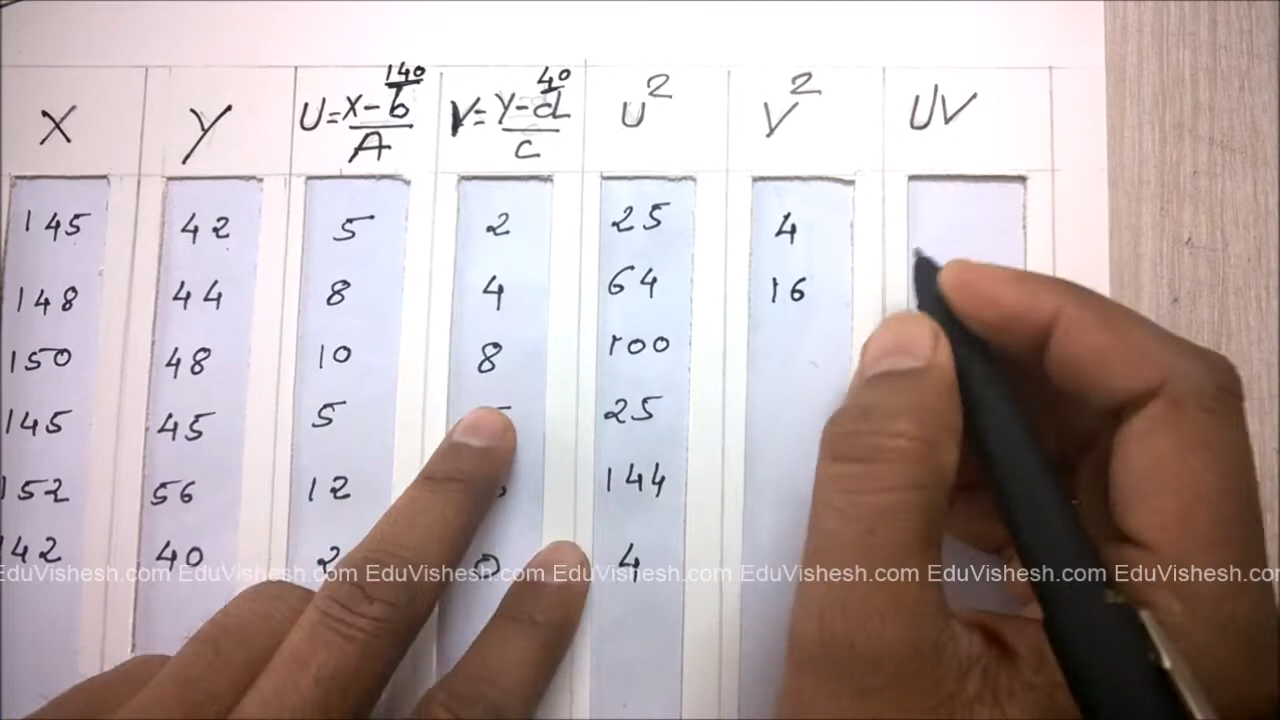 X Y U = X - b 140 / A V = Y - d 40 / C U² V² UV
145 42 5 2 25 4
148 44 8 4 64 16
150 48 10 8 100
145 45 5 25
152 56 12 144
142 40 2 0 4
EduVishesh.com EduVishesh.com EduVishesh.com EduVishesh.com EduVishesh.com EduVishesh.com EduVishesh.com